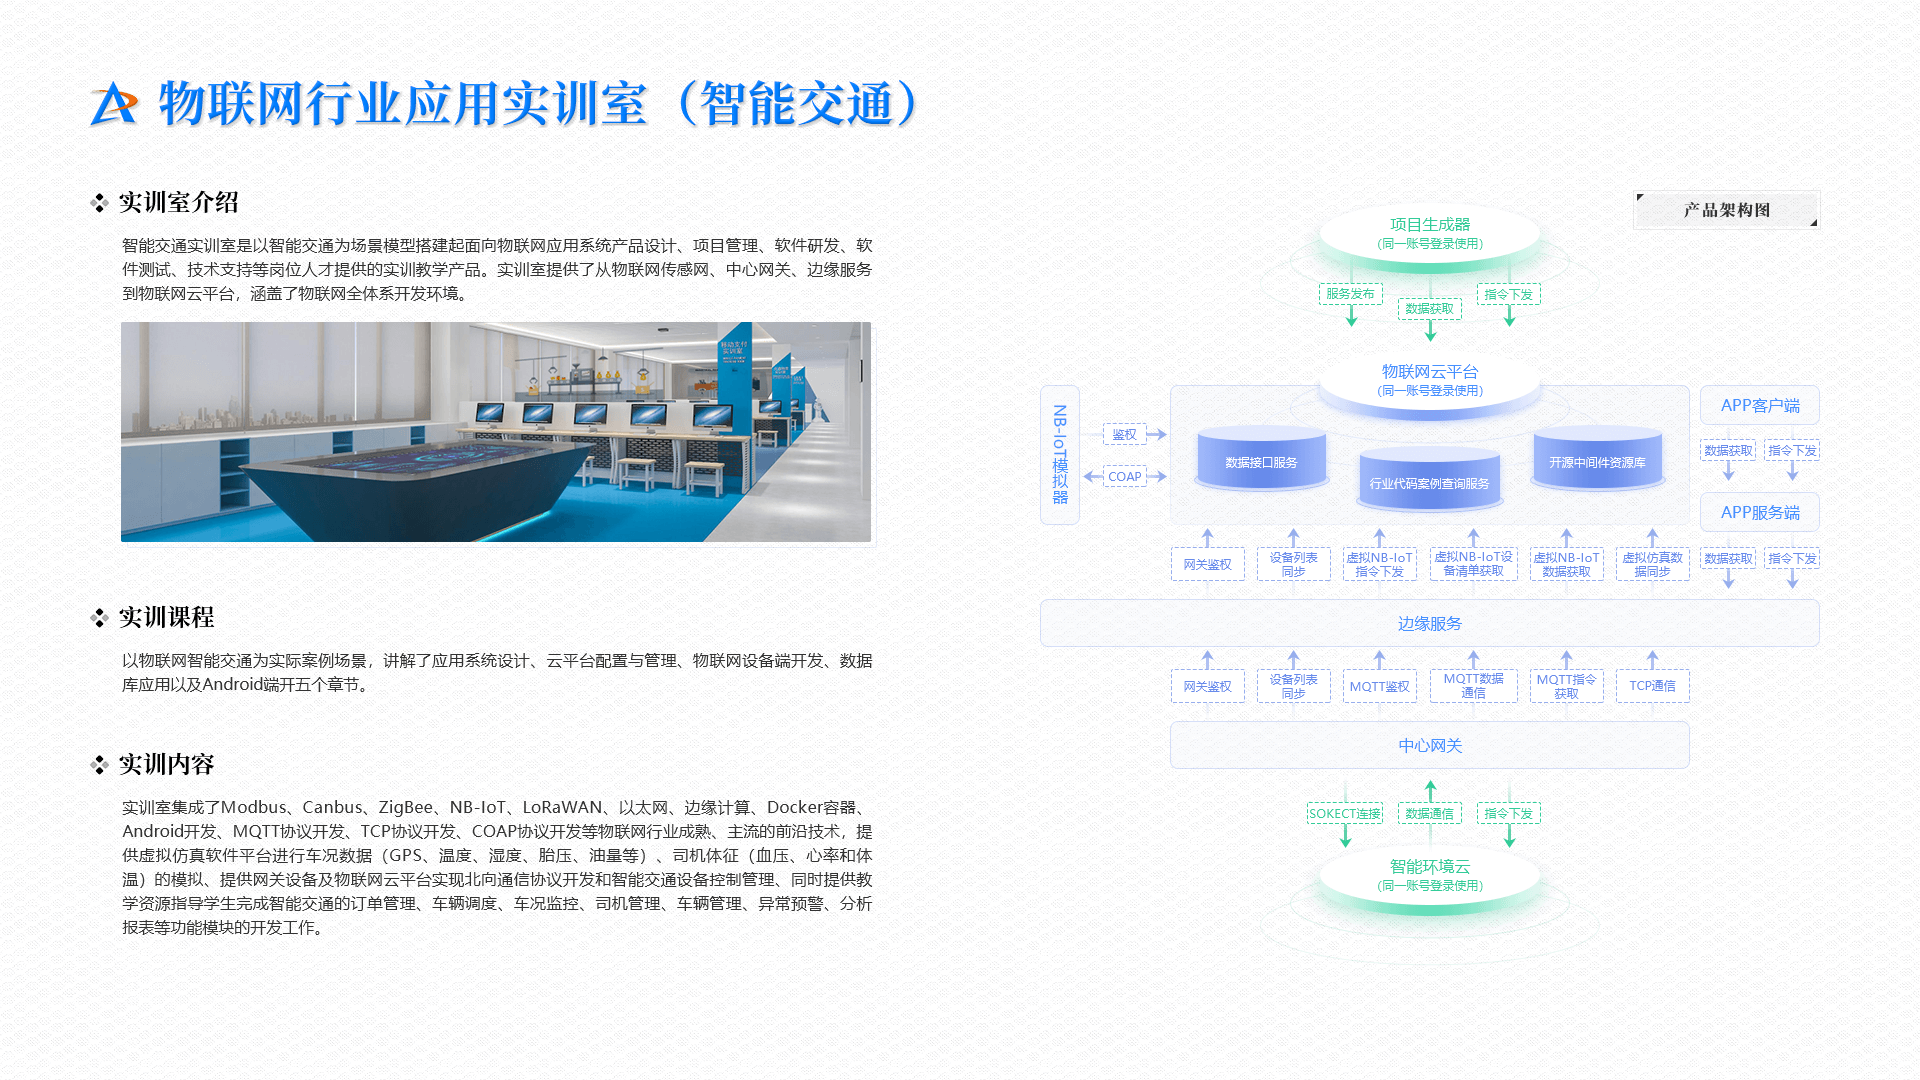 物联网行业应用实训室（智能交通）
实训室介绍
智能交通实训室是以智能交通为场景模型搭建起面向物联网应用系统产品设计、项目管理、软件研发、软
件测试、技术支持等岗位人才提供的实训教学产品。实训室提供了从物联网传感网、中心网关、边缘服务
到物联网云平台，涵盖了物联网全体系开发环境。
移动支付
实训室
实训课程
以物联网智能交通为实际案例场景，讲解了应用系统设计、云平台配置与管理、物联网设备端开发、数据
库应用以及Android端开五个章节。
实训内容
实训室集成了Modbus、Canbus、ZigBee、NB-IoT、LoRaWAN、以太网、边缘计算、Docker容器、
Android开发、MQTT协议开发、TCP协议开发、COAP协议开发等物联网行业成熟、主流的前沿技术，提
供虚拟仿真软件平台进行车况数据（GPS、温度、湿度、胎压、油量等）、司机体征（血压、心率和体
温）的模拟、提供网关设备及物联网云平台实现北向通信协议开发和智能交通设备控制管理、同时提供教
学资源指导学生完成智能交通的订单管理、车辆调度、车况监控、司机管理、车辆管理、异常预警、分析
报表等功能模块的开发工作。
产品架构图
项目生成器
（同一账号登录使用）
服务发布
数据获取
指令下发
物联网云平台
（同一账号登录使用）
NB-IoT模拟器
鉴权
COAP
数据接口服务
行业代码案例查询服务
开源中间件资源库
APP客户端
数据获取
指令下发
APP服务端
数据获取
指令下发
网关鉴权
设备列表
同步
虚拟NB-IoT
指令下发
虚拟NB-IoT设
备清单获取
虚拟NB-IoT
数据获取
虚拟仿真数
据同步
边缘服务
网关鉴权
设备列表
同步
MQTT鉴权
MQTT数据
通信
MQTT指令
获取
TCP通信
中心网关
SOKECT连接
数据通信
指令下发
智能环境云
（同一账号登录使用）